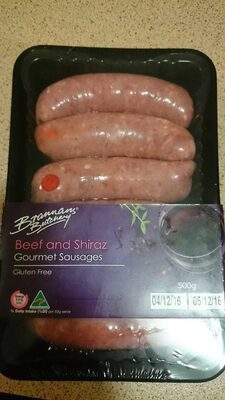 Brannans
Butchery
Beef and Shiraz
Gourmet Sausages
Gluten Free
500g
04/12/16 05/12/16